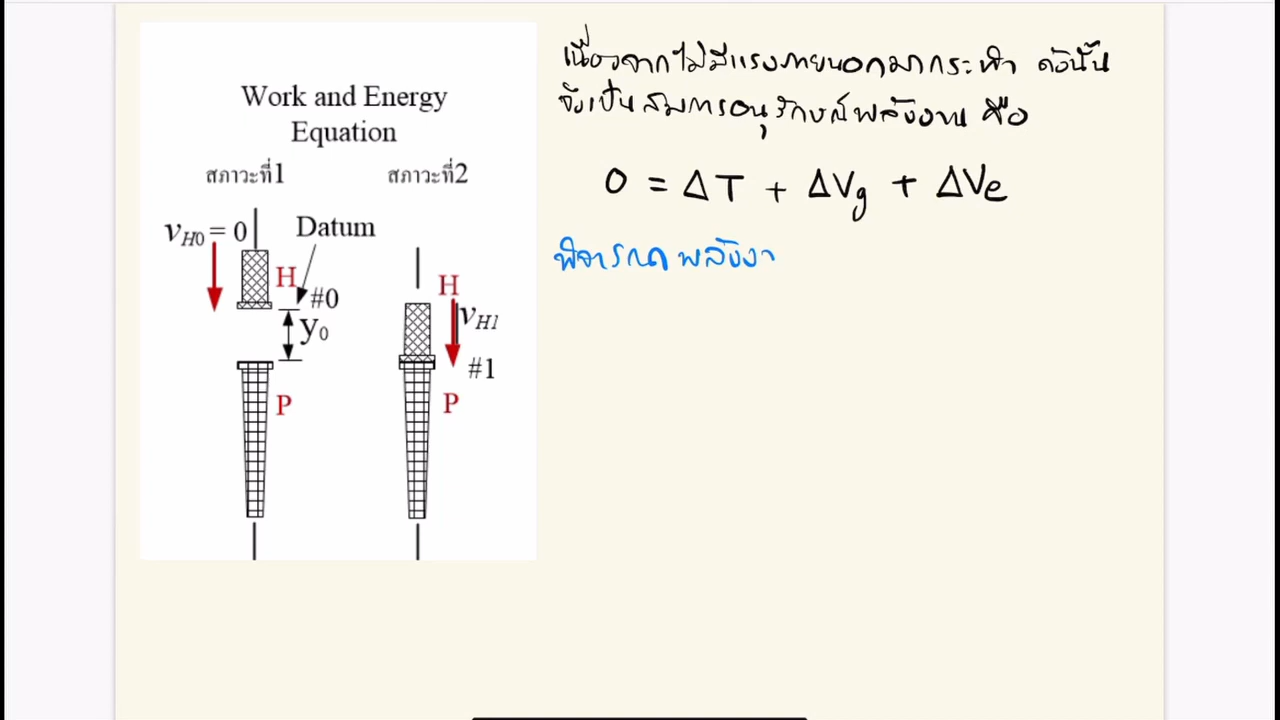 Work and Energy
Equation
สภาวะที่1
สภาวะที่2
vH0 = 0
Datum
H
#0
y0
P
H
vH1
#1
P
เนื่องจากไม่มีแรงภายนอกมากระทำ ดังนั้น
จึงเป็นสมการอนุรักษ์พลังงาน คือ
0 = ΔT + ΔVg + ΔVe
พิจารณา พลังงา